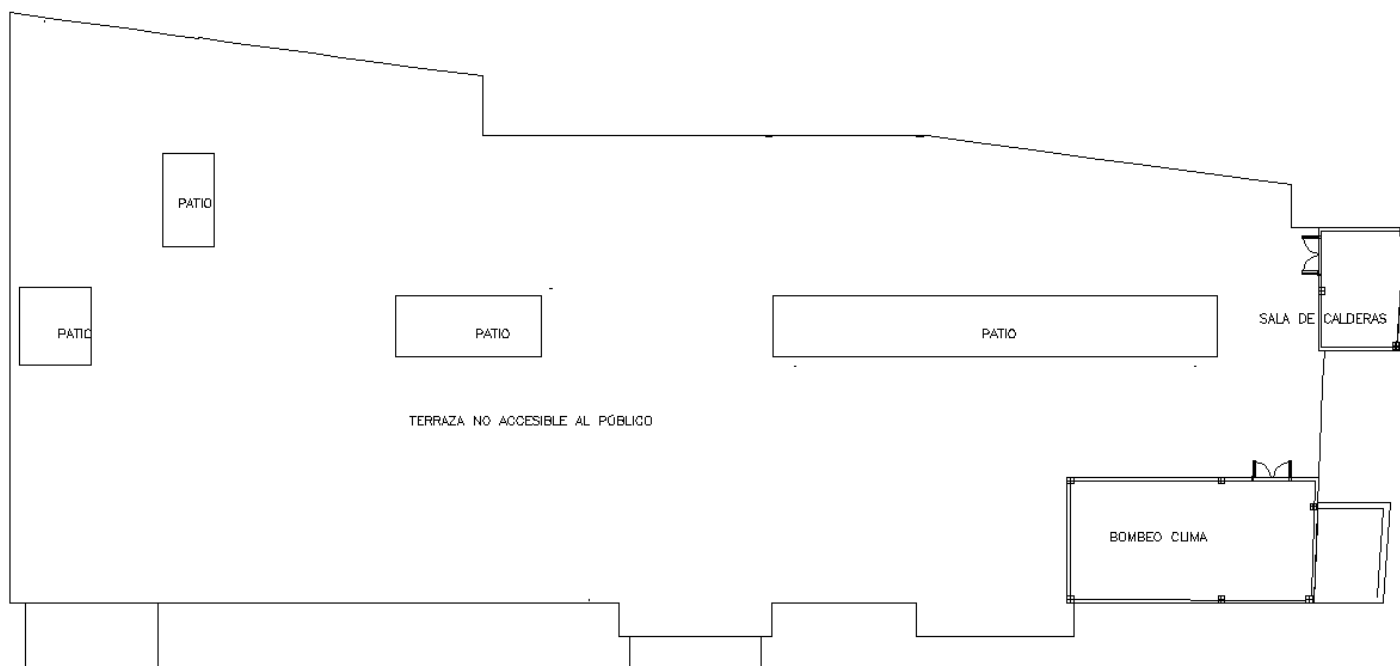 PATIO
PATIO
PATIO
PATIO
SALA DE CALDERAS
TERRAZA NO ACCESIBLE AL PÚBLICO
BOMBEO CLIMA